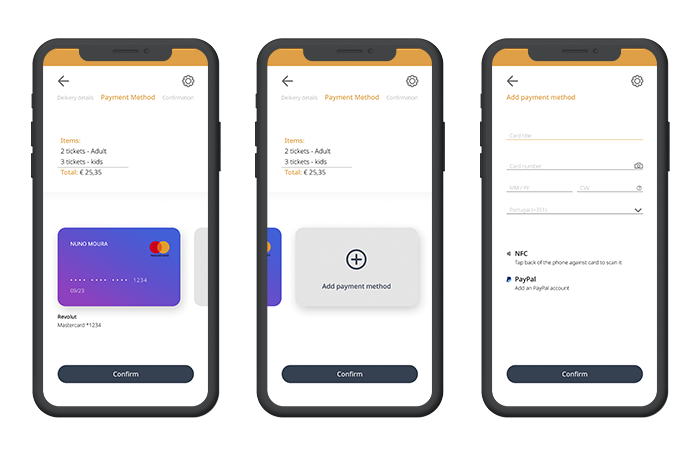 Delivery details Payment Method Confirmation
Items:
2 tickets - Adult
3 tickets - kids
Total: € 25,35
NUNO MOURA
•••• •••• •••• 1234
09/23
Revolut
Mastercard *1234
Confirm
Delivery details Payment Method Confirmation
Items:
2 tickets - Adult
3 tickets - kids
Total: € 25,35
Add payment method
Confirm
Add payment method
Card title
Card number
MM / YY CVV
Portugal (+351)
NFC
Tap back of the phone against card to scan it
PayPal
Add an PayPal account
Confirm